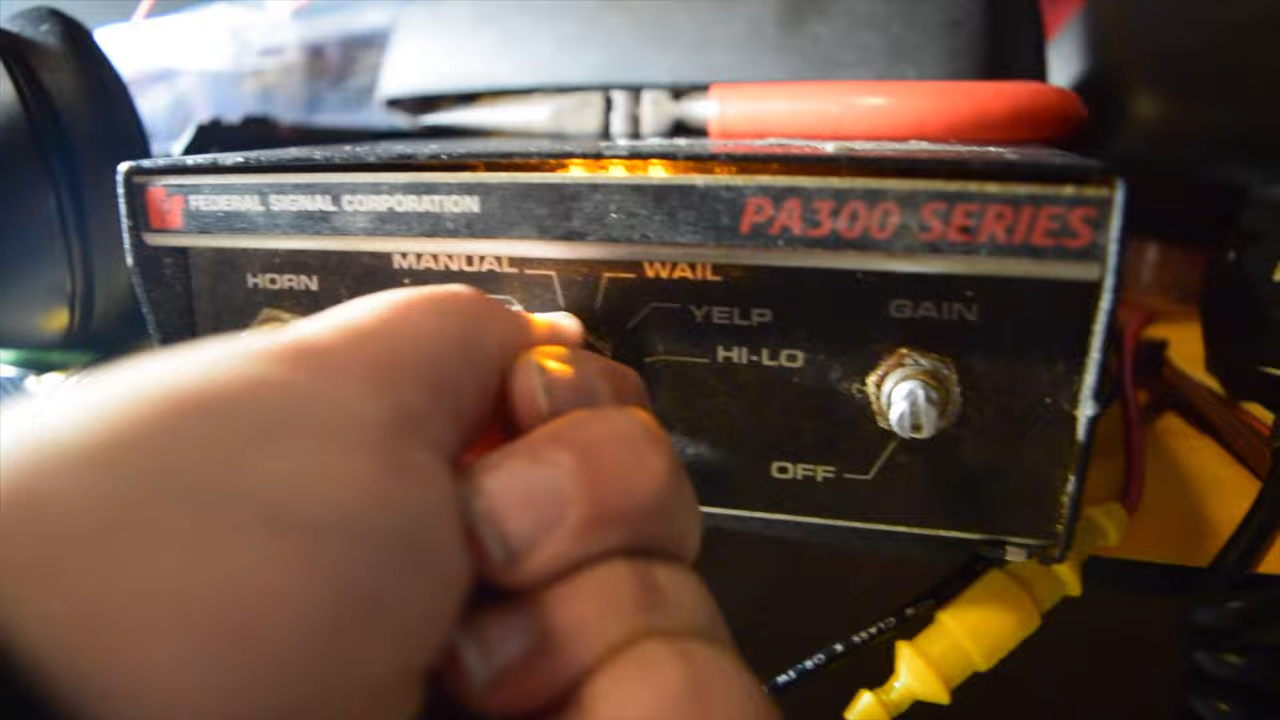 FEDERAL SIGNAL CORPORATION
PA300 SERIES
MANUAL
WAIL
HORN
YELP
GAIN
HI-LO
OFF